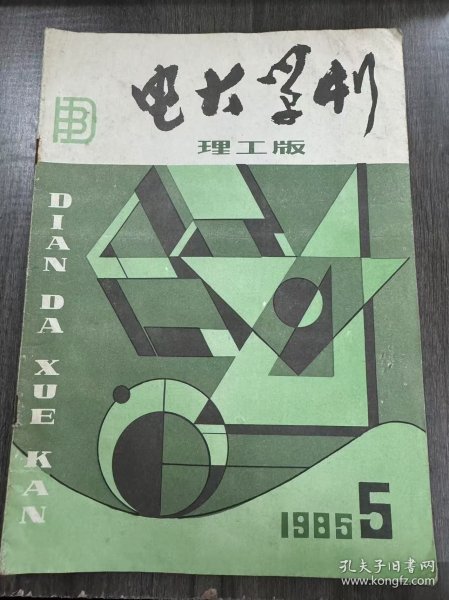 电大学刊
理工版
DIAN DA XUE KAN
1985 5
孔夫子旧书网
www.kongfz.com